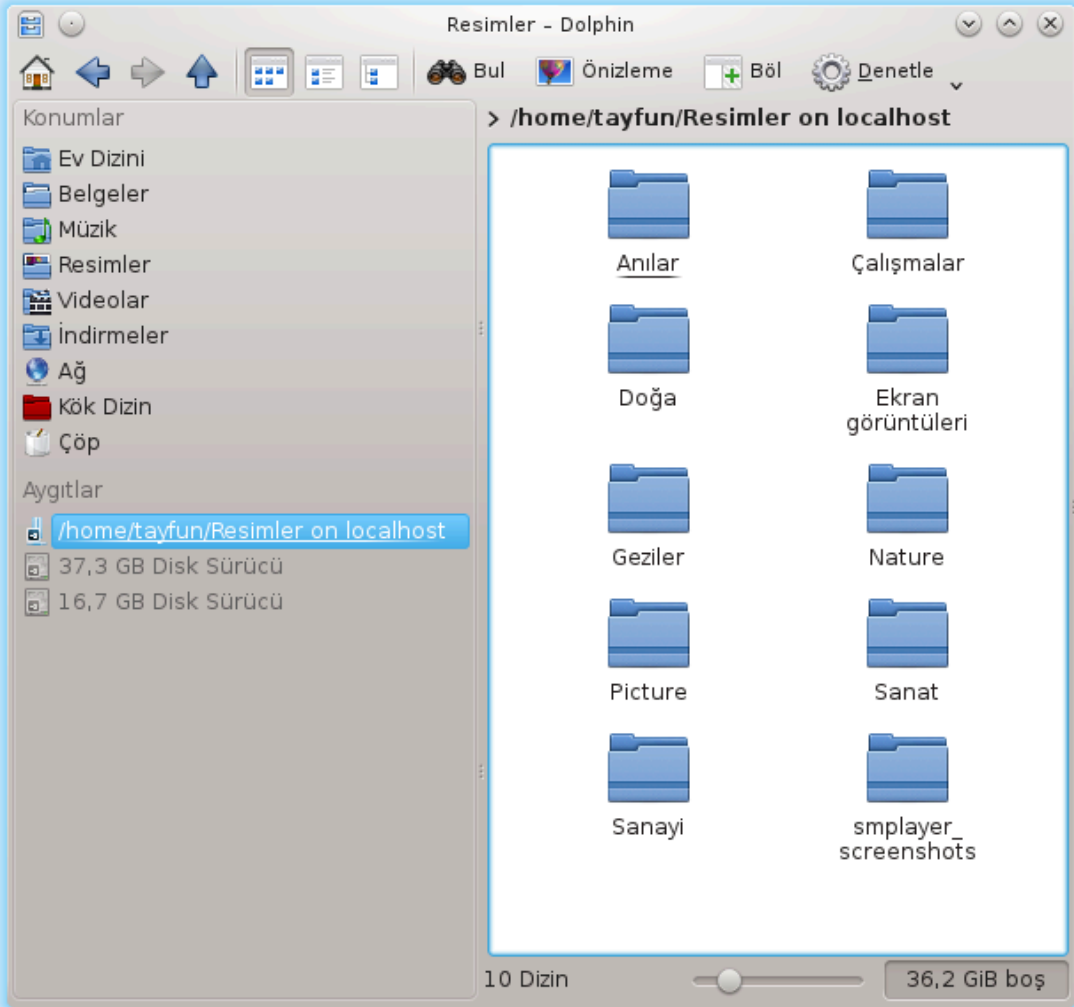 Resimler – Dolphin
Bul Önizleme Böl Denetle
Konumlar
Ev Dizini
Belgeler
Müzik
Resimler
Videolar
İndirmeler
Ağ
Kök Dizin
Çöp
Aygıtlar
/home/tayfun/Resimler on localhost
37,3 GB Disk Sürücü
16,7 GB Disk Sürücü
> /home/tayfun/Resimler on localhost
Anılar Çalışmalar
Doğa Ekran
görüntüleri
Geziler Nature
Picture Sanat
Sanayi smplayer_
screenshots
10 Dizin 36,2 GiB boş